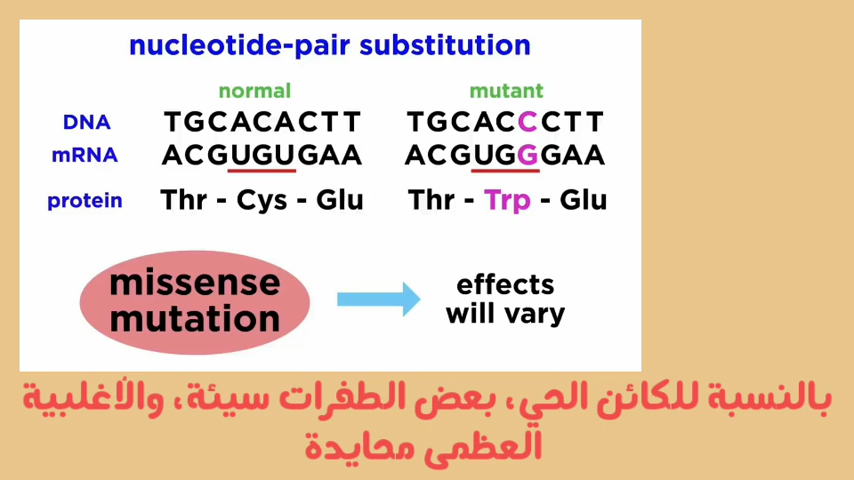 nucleotide-pair substitution
normal mutant
DNA TGCACACTT TGCACCCTT
mRNA ACGUGUGAA ACGUGGGAA
protein Thr - Cys - Glu Thr - Trp - Glu
missense
mutation
effects
will vary
بالنسبة للكائن الحي، بعض الطفرات سيئة، والأغلبية
العظمى محايدة